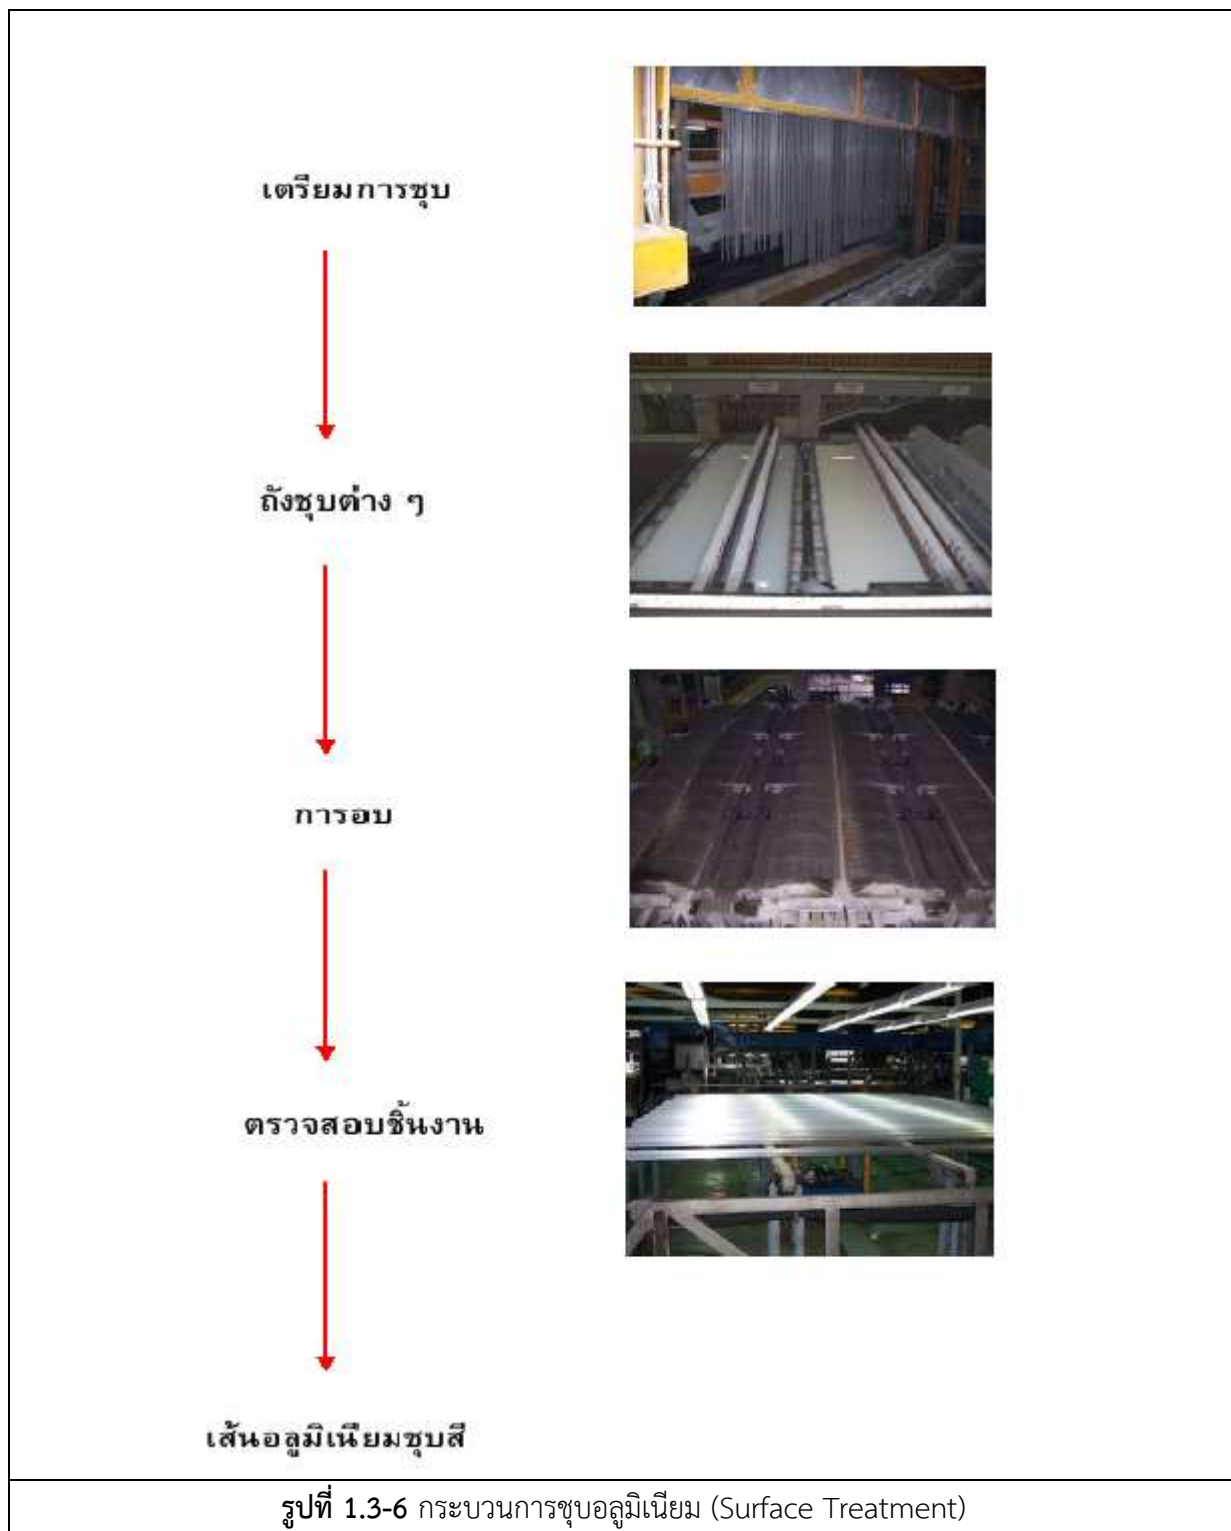 เตรียมการชุบ
ถังชุบต่าง ๆ
การอบ
ตรวจสอบชิ้นงาน
เส้นอลูมิเนียมชุบสี
รูปที่ 1.3-6 กระบวนการชุบอลูมิเนียม (Surface Treatment)